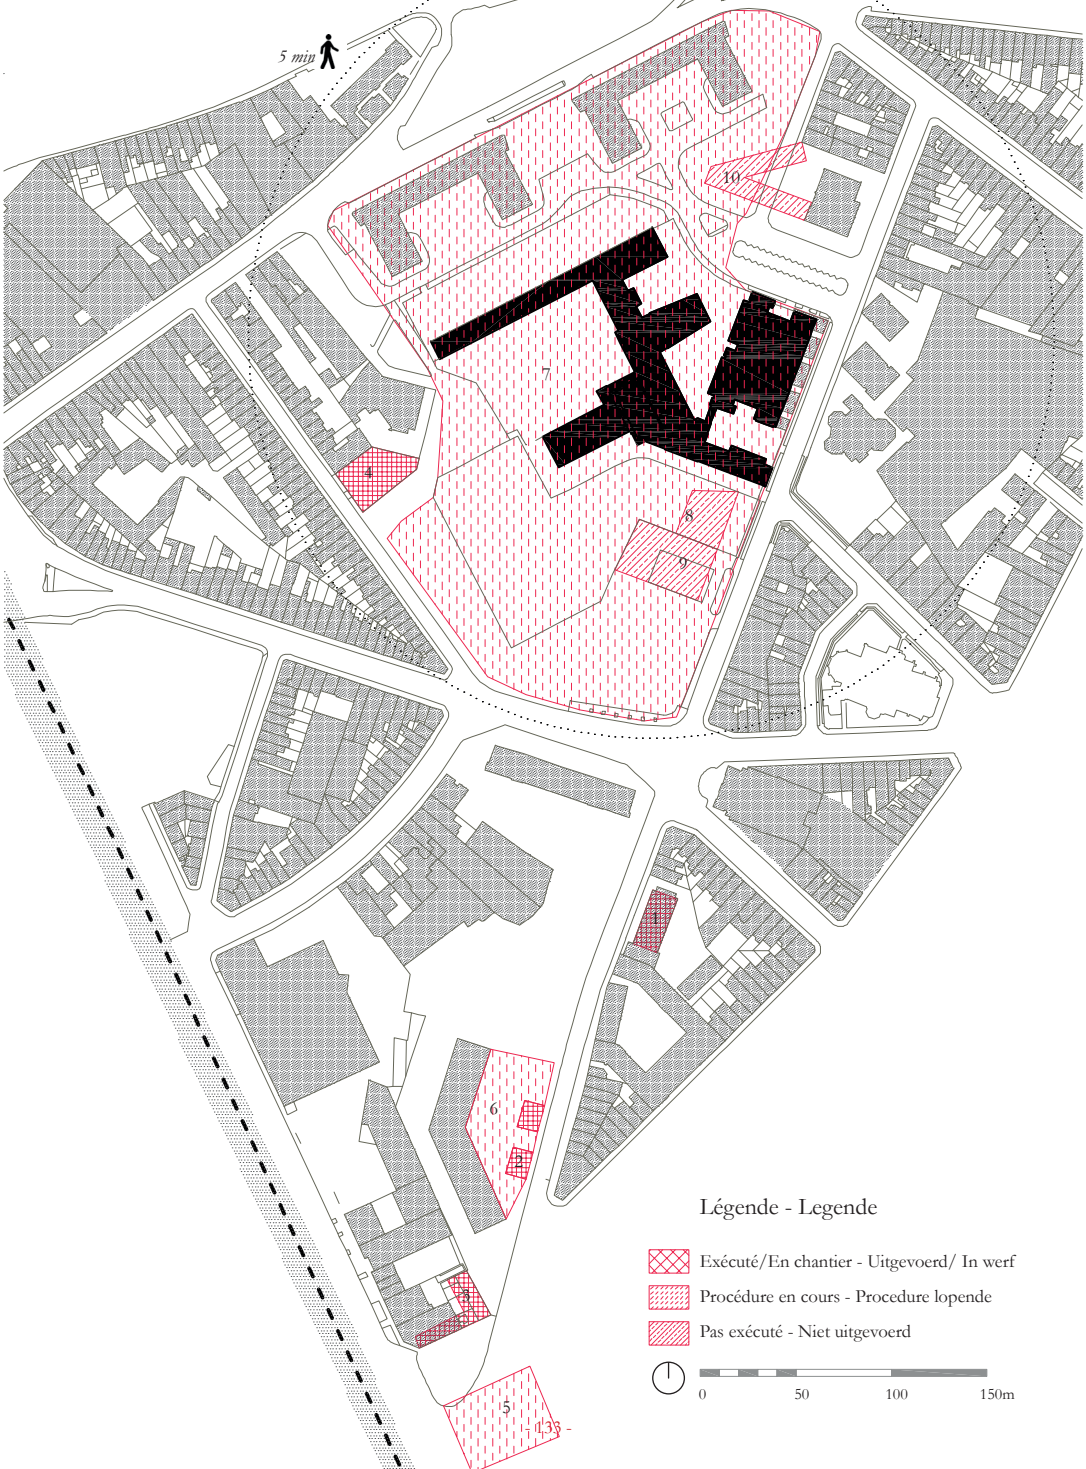 5 min
10
7
4
8
9
1
6
2
3
5
Légende - Legende
Exécuté/En chantier - Uitgevoerd/ In werf
Procédure en cours - Procedure lopende
Pas exécuté - Niet uitgevoerd
0 50 100 150m
- 133 -